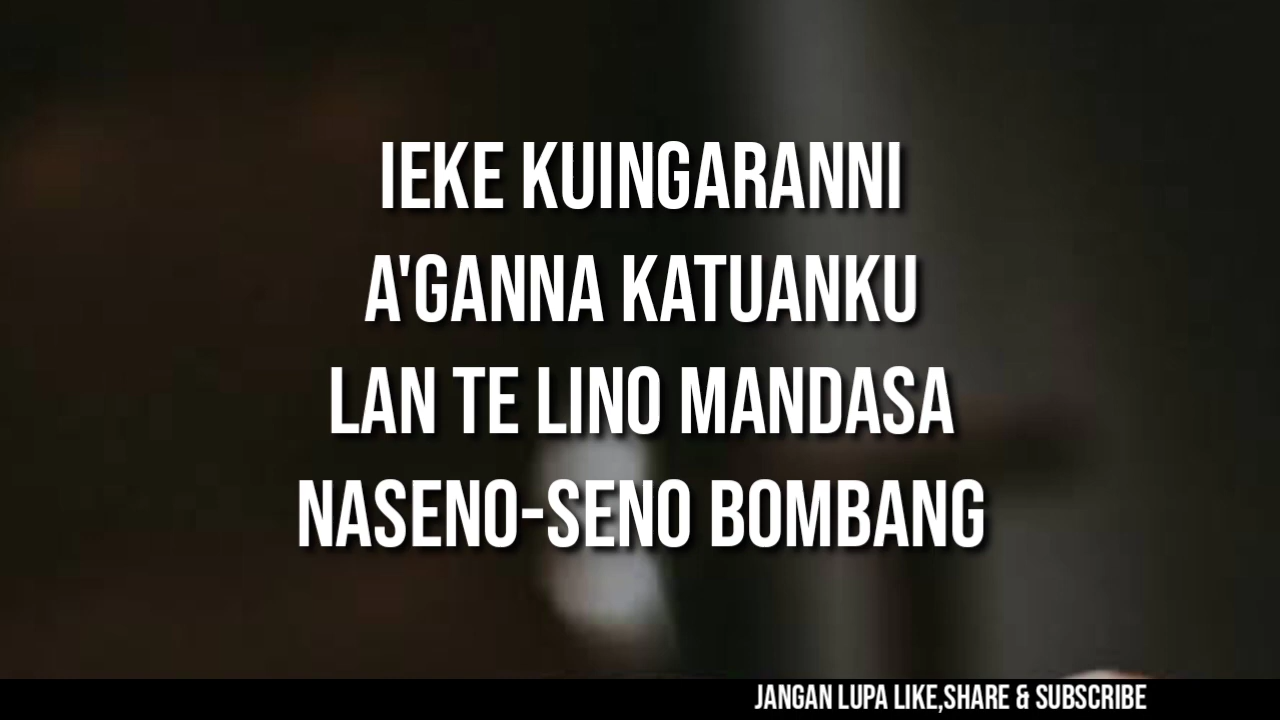 IEKE KUINGARANNI
A'GANNA KATUANKU
LAN TE LINO MANDASA
NASENO-SENO BOMBANG
JANGAN LUPA LIKE,SHARE & SUBSCRIBE